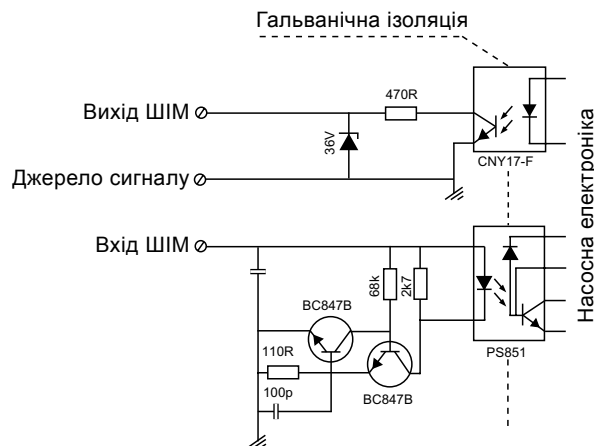 Гальванічна ізоляція
470R
Вихід ШІМ
36V
CNY17-F
Джерело сигналу
Насосна електроніка
Вхід ШІМ
68k
2k7
BC847B
110R
100p
BC847B
PS851